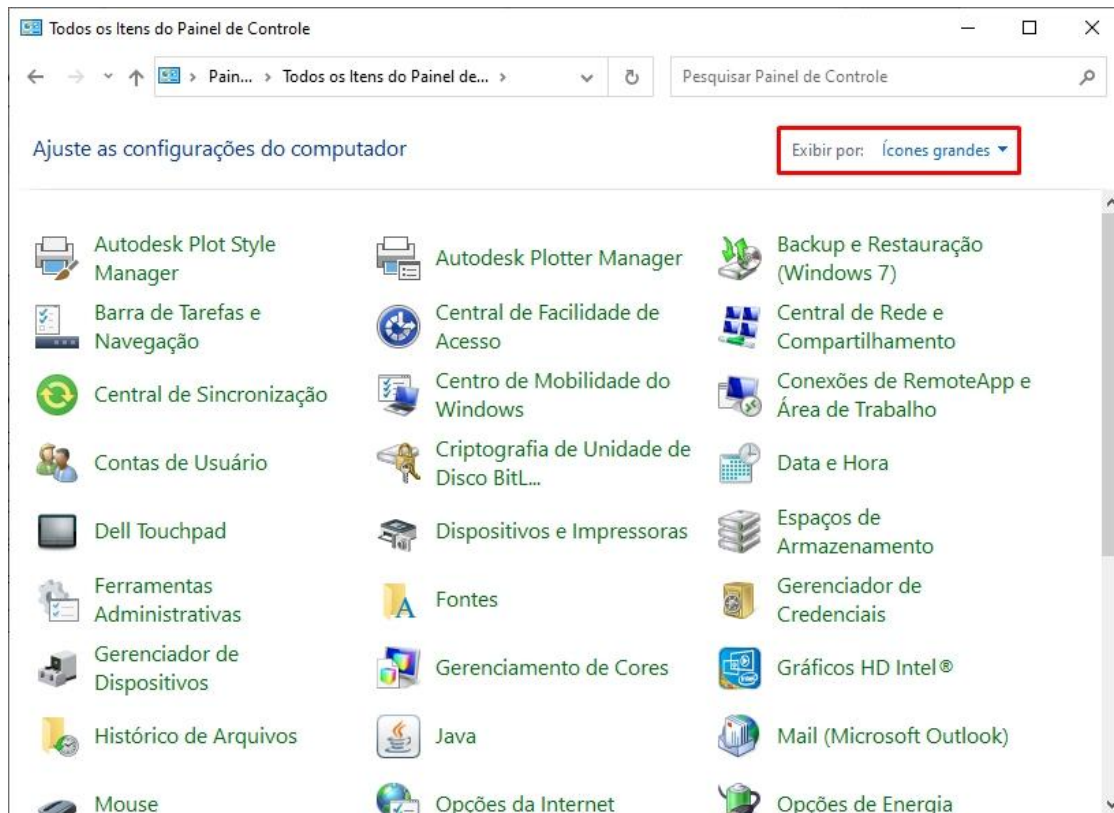 Todos os Itens do Painel de Controle
Pain... > Todos os Itens do Painel de... >
Pesquisar Painel de Controle
Ajuste as configurações do computador
Exibir por: Ícones grandes
Autodesk Plot Style
Manager
Autodesk Plotter Manager
Backup e Restauração
(Windows 7)
Barra de Tarefas e
Navegação
Central de Facilidade de
Acesso
Central de Rede e
Compartilhamento
Central de Sincronização
Centro de Mobilidade do
Windows
Conexões de RemoteApp e
Área de Trabalho
Contas de Usuário
Criptografia de Unidade de
Disco BitL...
Data e Hora
Dell Touchpad
Dispositivos e Impressoras
Espaços de
Armazenamento
Ferramentas
Administrativas
Fontes
Gerenciador de
Credenciais
Gerenciador de
Dispositivos
Gerenciamento de Cores
Gráficos HD Intel®
Histórico de Arquivos
Java
Mail (Microsoft Outlook)
Mouse
Opções da Internet
Opções de Energia